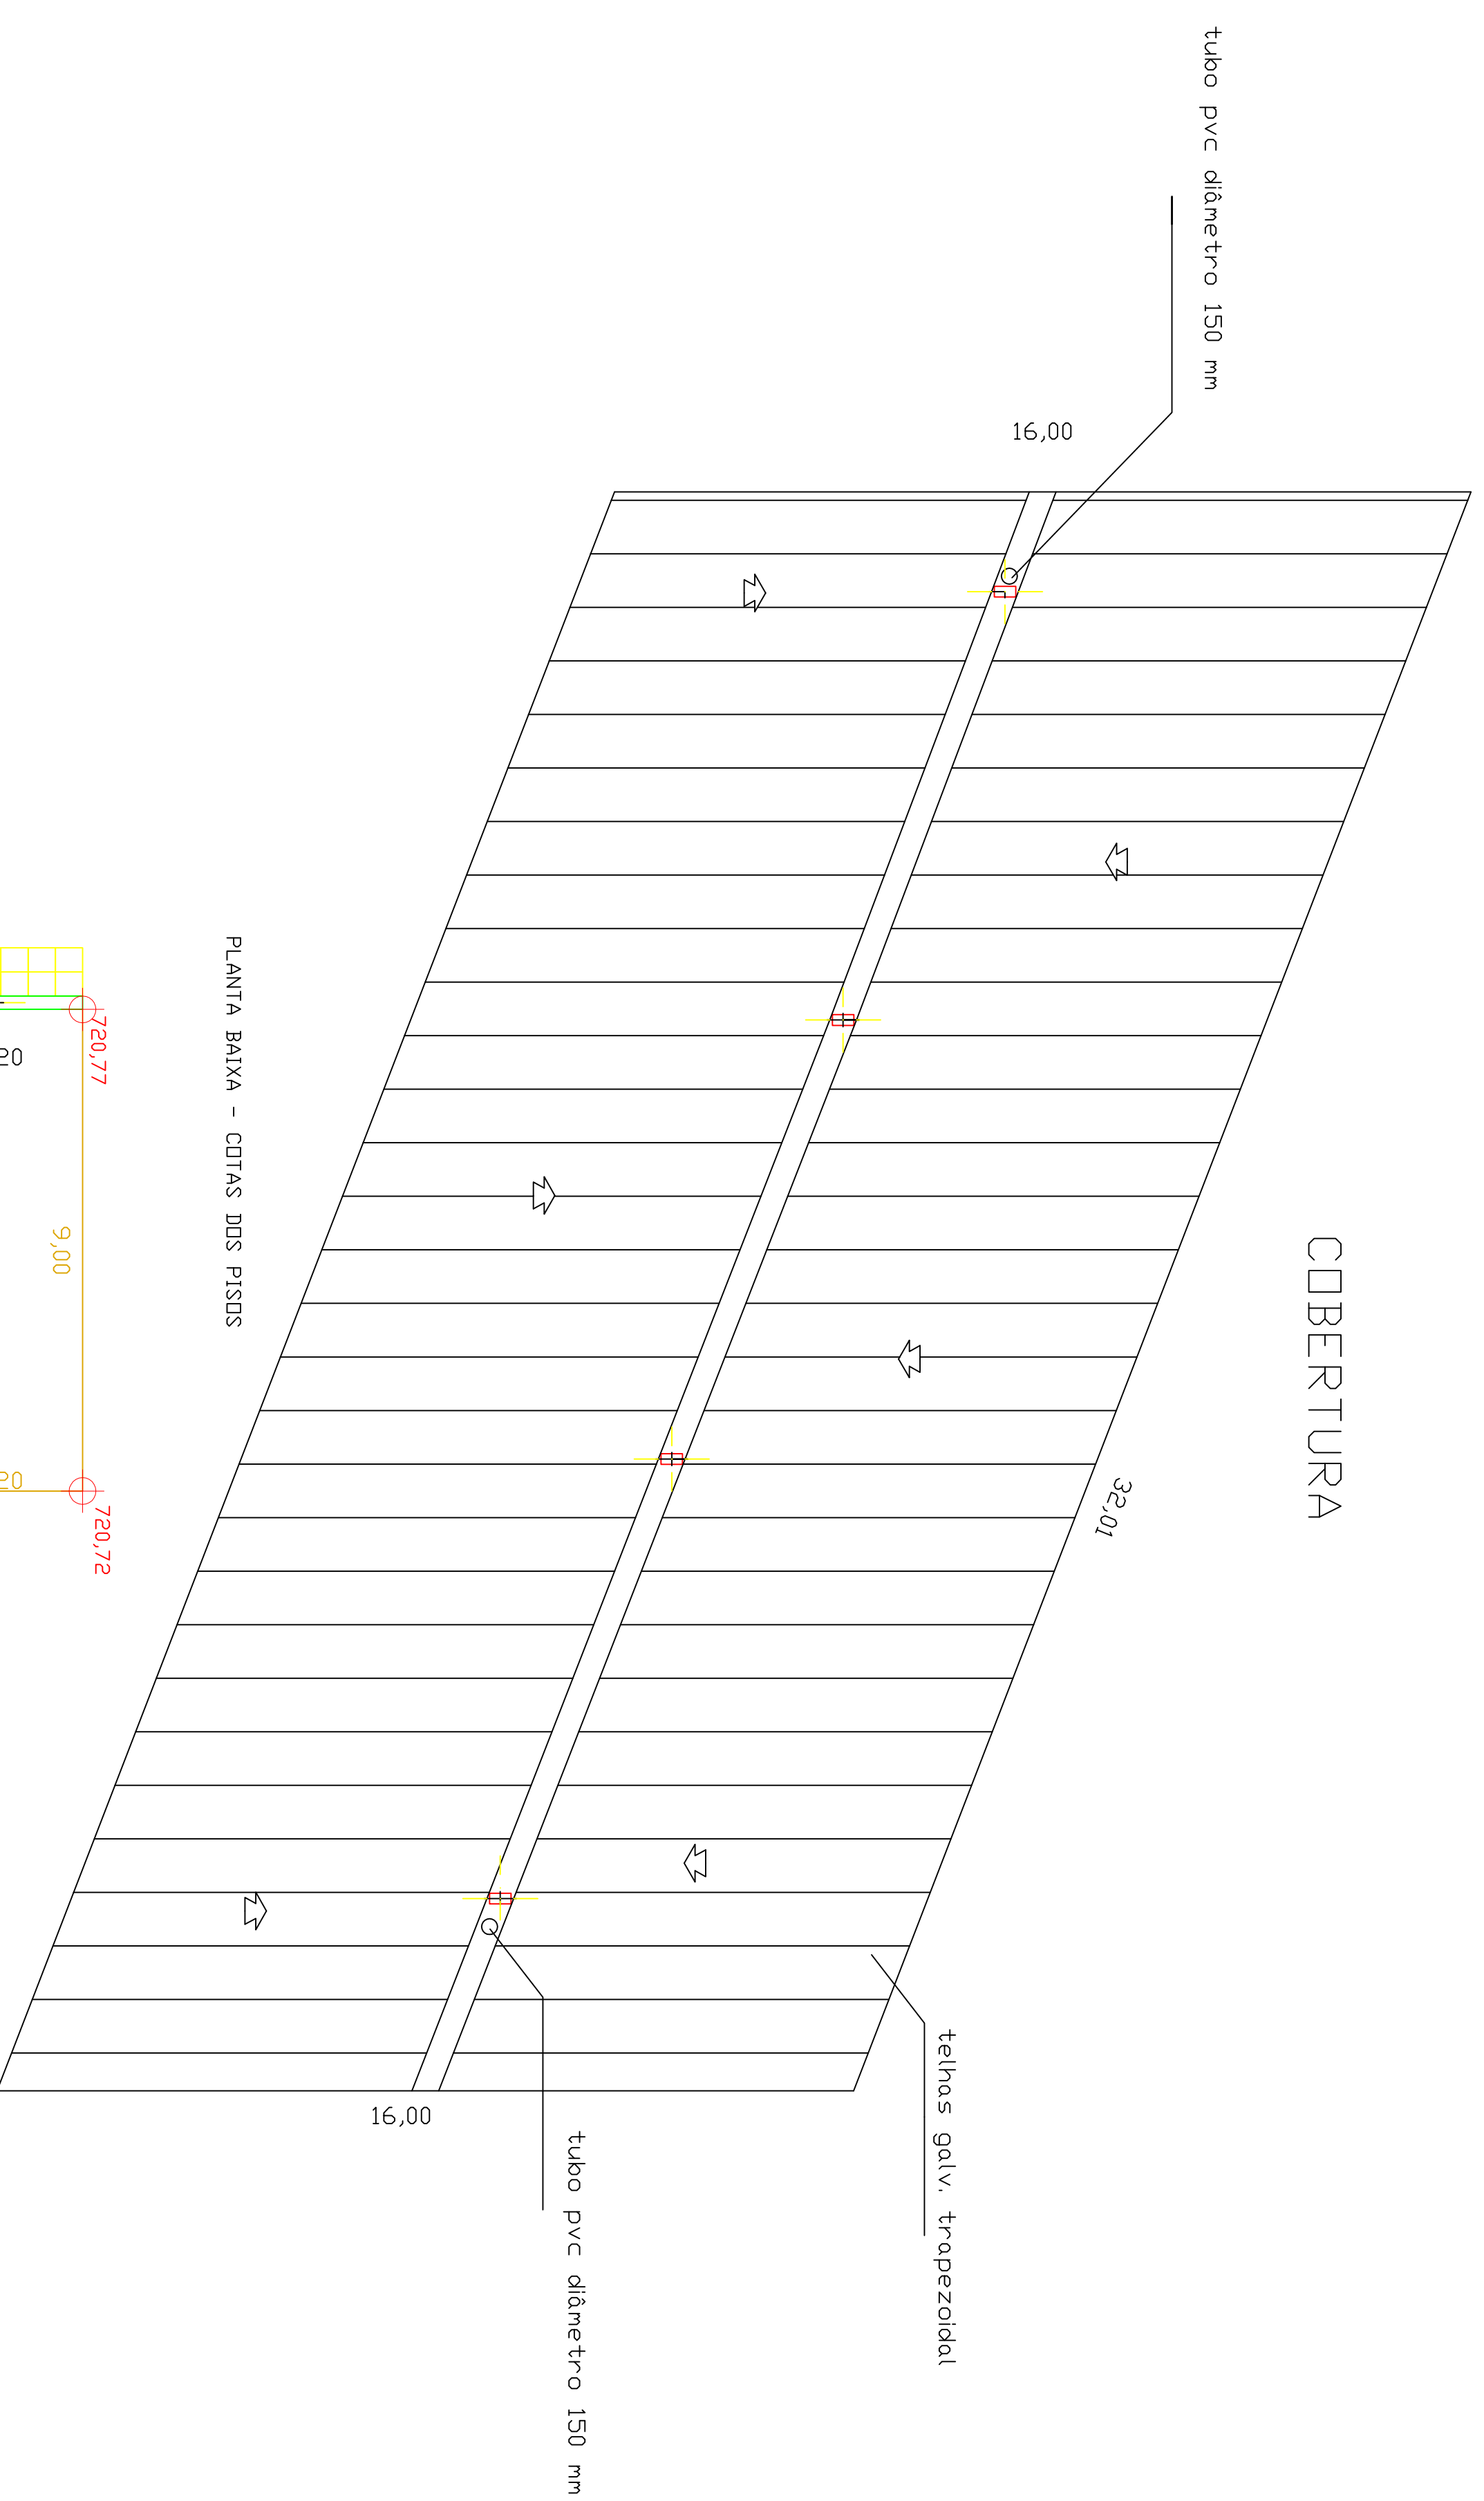 COBERTURA
tubo pvc diâmetro 150 mm
16,00
32,01
telhas galv. trapezoidal
16,00
tubo pvc diâmetro 150 mm
PLANTA BAIXA - COTAS DOS PISOS
720,77
9,00
720,72